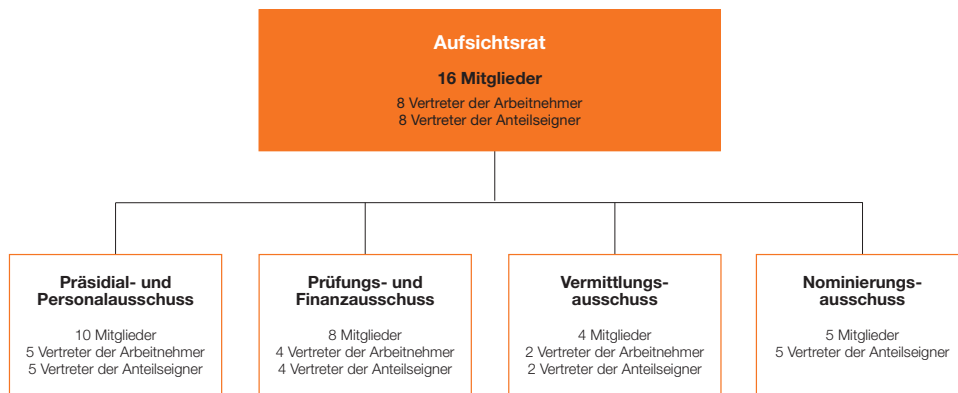 Aufsichtsrat
16 Mitglieder
8 Vertreter der Arbeitnehmer
8 Vertreter der Anteilseigner
Präsidial- und
Personalausschuss
10 Mitglieder
5 Vertreter der Arbeitnehmer
5 Vertreter der Anteilseigner
Prüfungs- und
Finanzausschuss
8 Mitglieder
4 Vertreter der Arbeitnehmer
4 Vertreter der Anteilseigner
Vermittlungs-
ausschuss
4 Mitglieder
2 Vertreter der Arbeitnehmer
2 Vertreter der Anteilseigner
Nominierungs-
ausschuss
5 Mitglieder
5 Vertreter der Anteilseigner